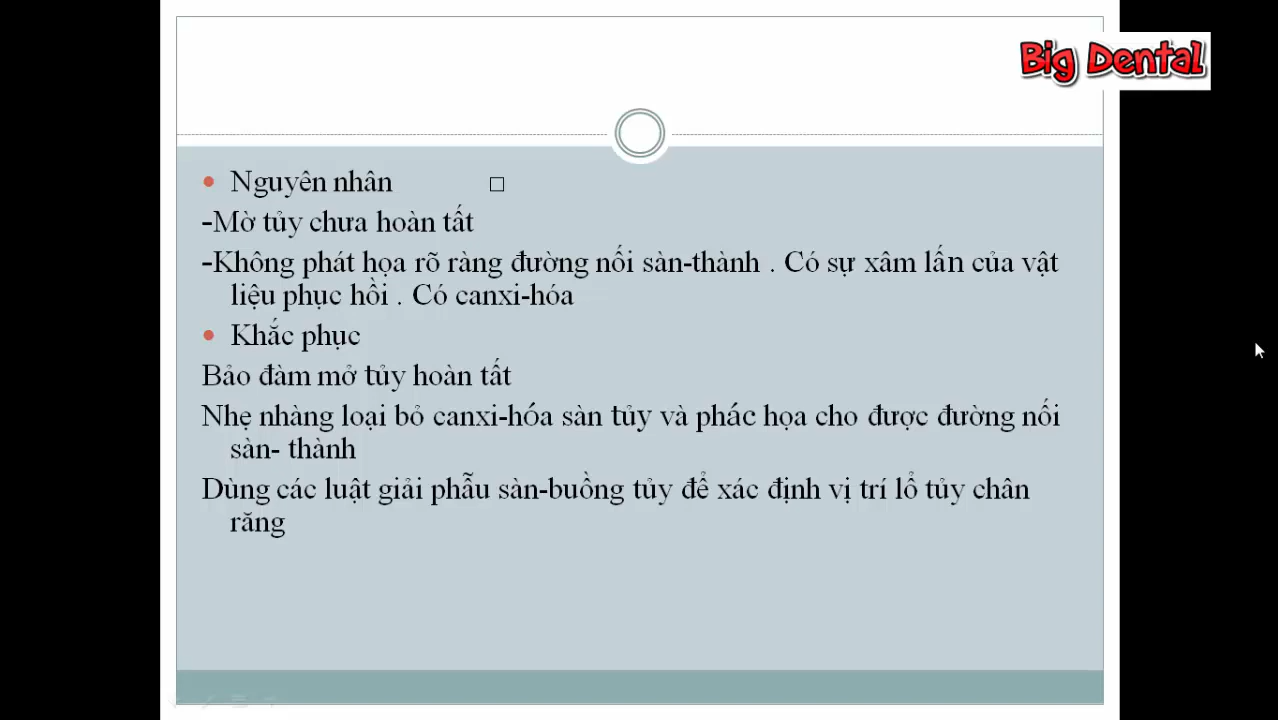 Big Dental
Nguyên nhân □
-Mờ tủy chưa hoàn tất
-Không phát họa rõ ràng đường nối sàn-thành . Có sự xâm lấn của vật
liệu phục hồi . Có canxi-hóa
Khắc phục
Bảo đàm mở tủy hoàn tất
Nhẹ nhàng loại bỏ canxi-hóa sàn tủy và phác họa cho được đường nối
sàn- thành
Dùng các luật giải phẫu sàn-buồng tủy để xác định vị trí lổ tủy chân
răng